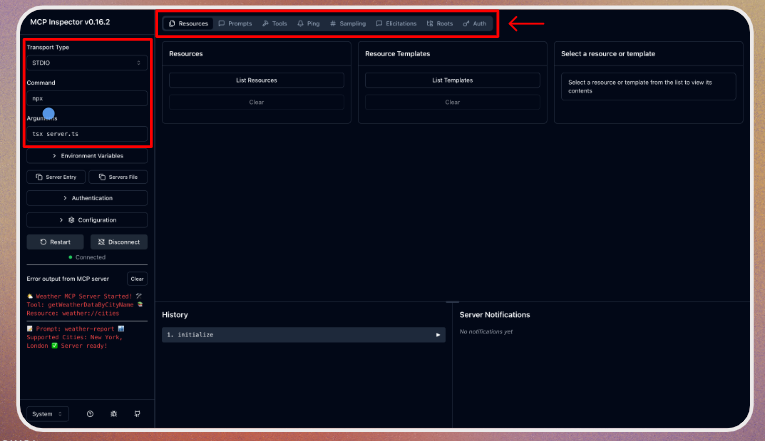 MCP Inspector v0.16.2
Resources Prompts Tools Ping Sampling Elicitations Roots Auth
Transport Type
STDIO
Command
npx
Arguments
tsx server.ts
Environment Variables
Server Entry Servers File
Authentication
Configuration
Restart Disconnect
Connected
Error output from MCP server Clear
Weather MCP Server Started!
Tool: getWeatherDataByCityName
Resource: weather://cities
Prompt: weather-report
Supported Cities: New York,
London ✅ Server ready!
System
Resources
List Resources
Clear
Resource Templates
List Templates
Clear
Select a resource or template
Select a resource or template from the list to view its
contents
History
1. initialize
Server Notifications
No notifications yet